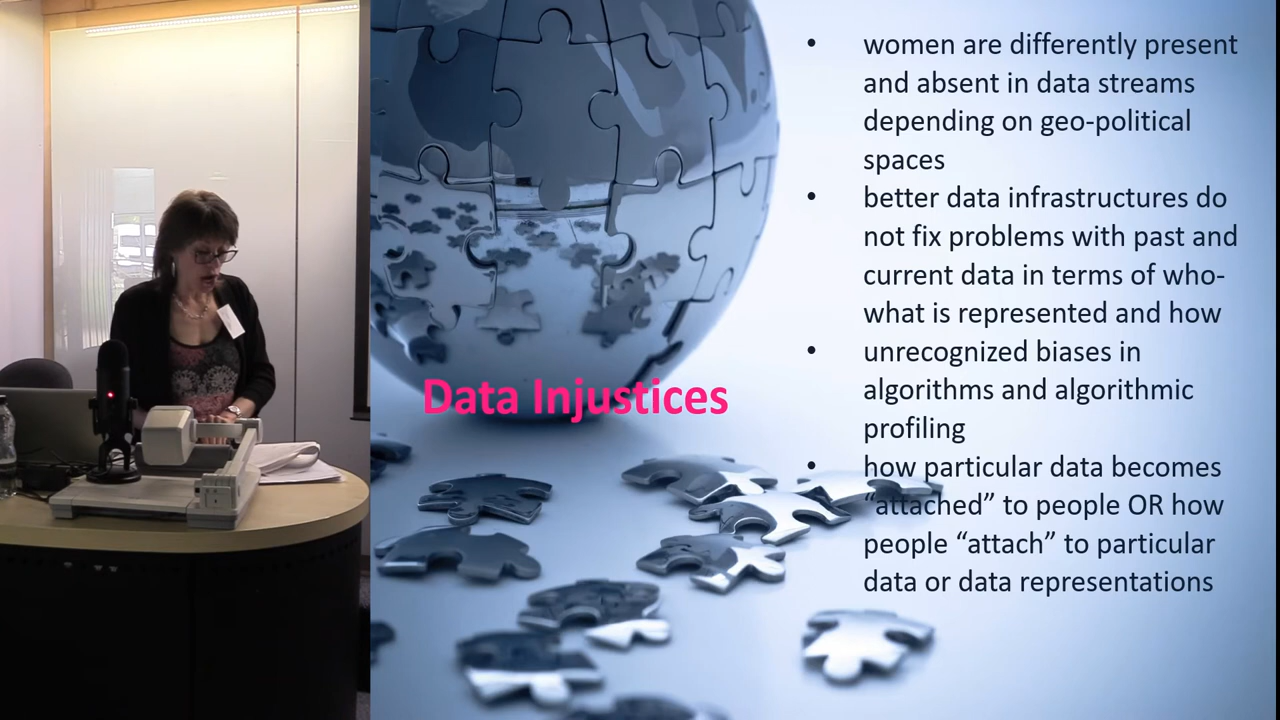 Data Injustices
• women are differently present
and absent in data streams
depending on geo-political
spaces
• better data infrastructures do
not fix problems with past and
current data in terms of who-
what is represented and how
• unrecognized biases in
algorithms and algorithmic
profiling
• how particular data becomes
“attached” to people OR how
people “attach” to particular
data or data representations